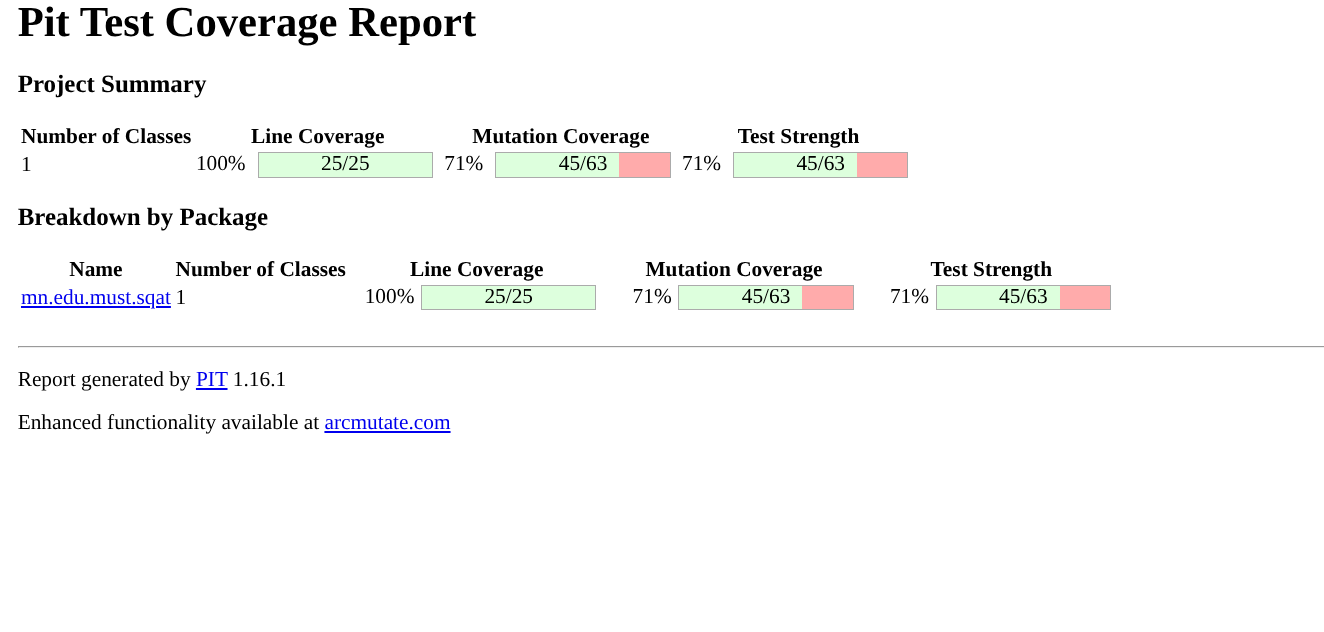 Pit Test Coverage Report
Project Summary
Number of Classes Line Coverage Mutation Coverage Test Strength
1 100% 25/25 71% 45/63 71% 45/63
Breakdown by Package
Name Number of Classes Line Coverage Mutation Coverage Test Strength
mn.edu.must.sqat 1 100% 25/25 71% 45/63 71% 45/63
Report generated by PIT 1.16.1
Enhanced functionality available at arcmutate.com